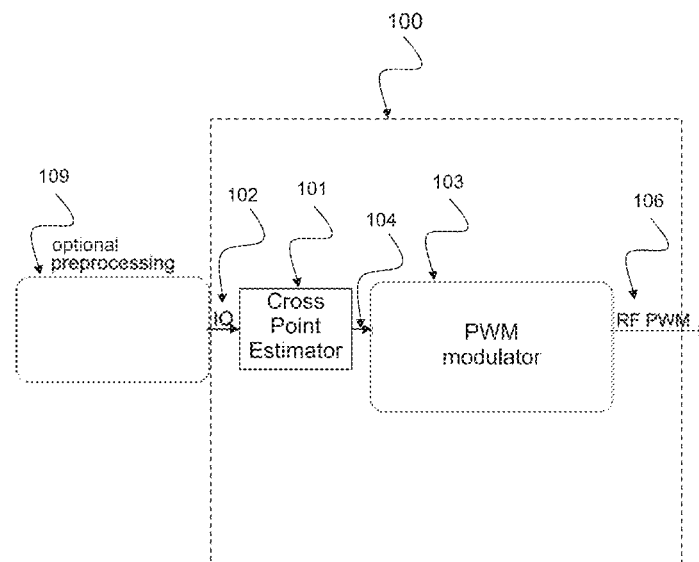 100
109
102
101
103
106
optional
preprocessing
104
IQ
Cross
Point
Estimator
PWM
modulator
RF PWM